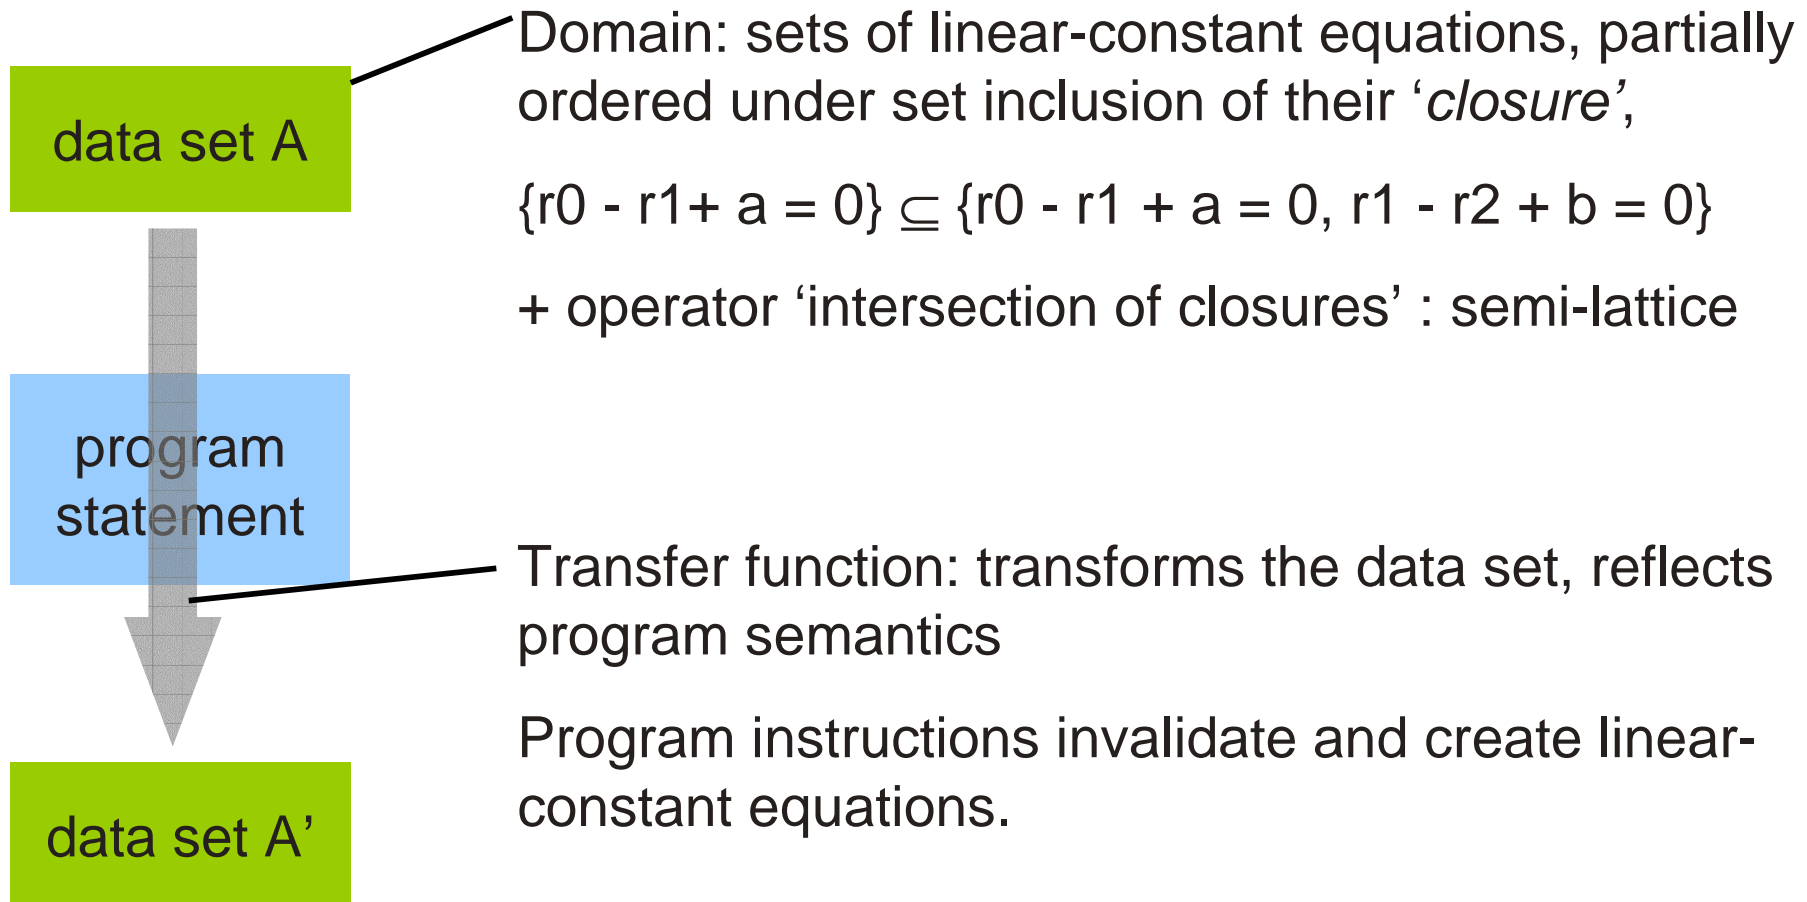 Domain: sets of linear-constant equations, partially
ordered under set inclusion of their ‘closure’,
data set A
{r0 - r1+ a = 0} ⊆ {r0 - r1 + a = 0, r1 - r2 + b = 0}
+ operator ‘intersection of closures’ : semi-lattice
program
statement
Transfer function: transforms the data set, reflects
program semantics
Program instructions invalidate and create linear-
constant equations.
data set A’